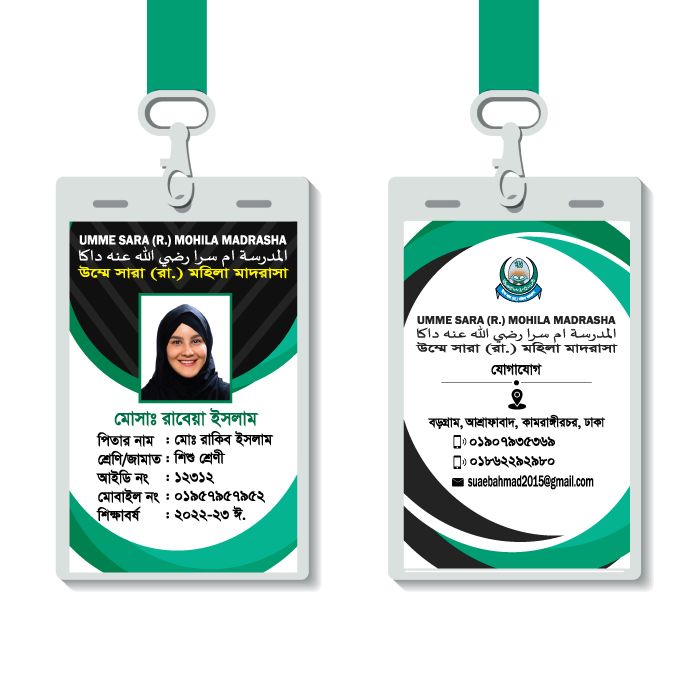 UMME SARA (R.) MOHILA MADRASHA
المدرسة ام سرا رضي الله عنه داكا
উম্মে সারা (রা.) মহিলা মাদরাসা
মোসাঃ রাবেয়া ইসলাম
পিতার নাম : মোঃ রাকিব ইসলাম
শ্রেণি/জামাত : শিশু শ্রেণী
আইডি নং : ১২৩১২
মোবাইল নং : ০১৯৫৭৯৫৭৯৫২
শিক্ষাবর্ষ : ২০২২-২৩ ঈ.
UMME SARA (R.) MOHILA MADRASHA
المدرسة ام سرا رضي الله عنه داكا
উম্মে সারা (রা.) মহিলা মাদরাসা
যোগাযোগ
বড়গ্রাম, আশ্রাফাবাদ, কামরাঙ্গীরচর, ঢাকা
০১৯০৭৯৩৫৩৬৯
০১৮৬২২৯২৯৮০
suaebahmad2015@gmail.com